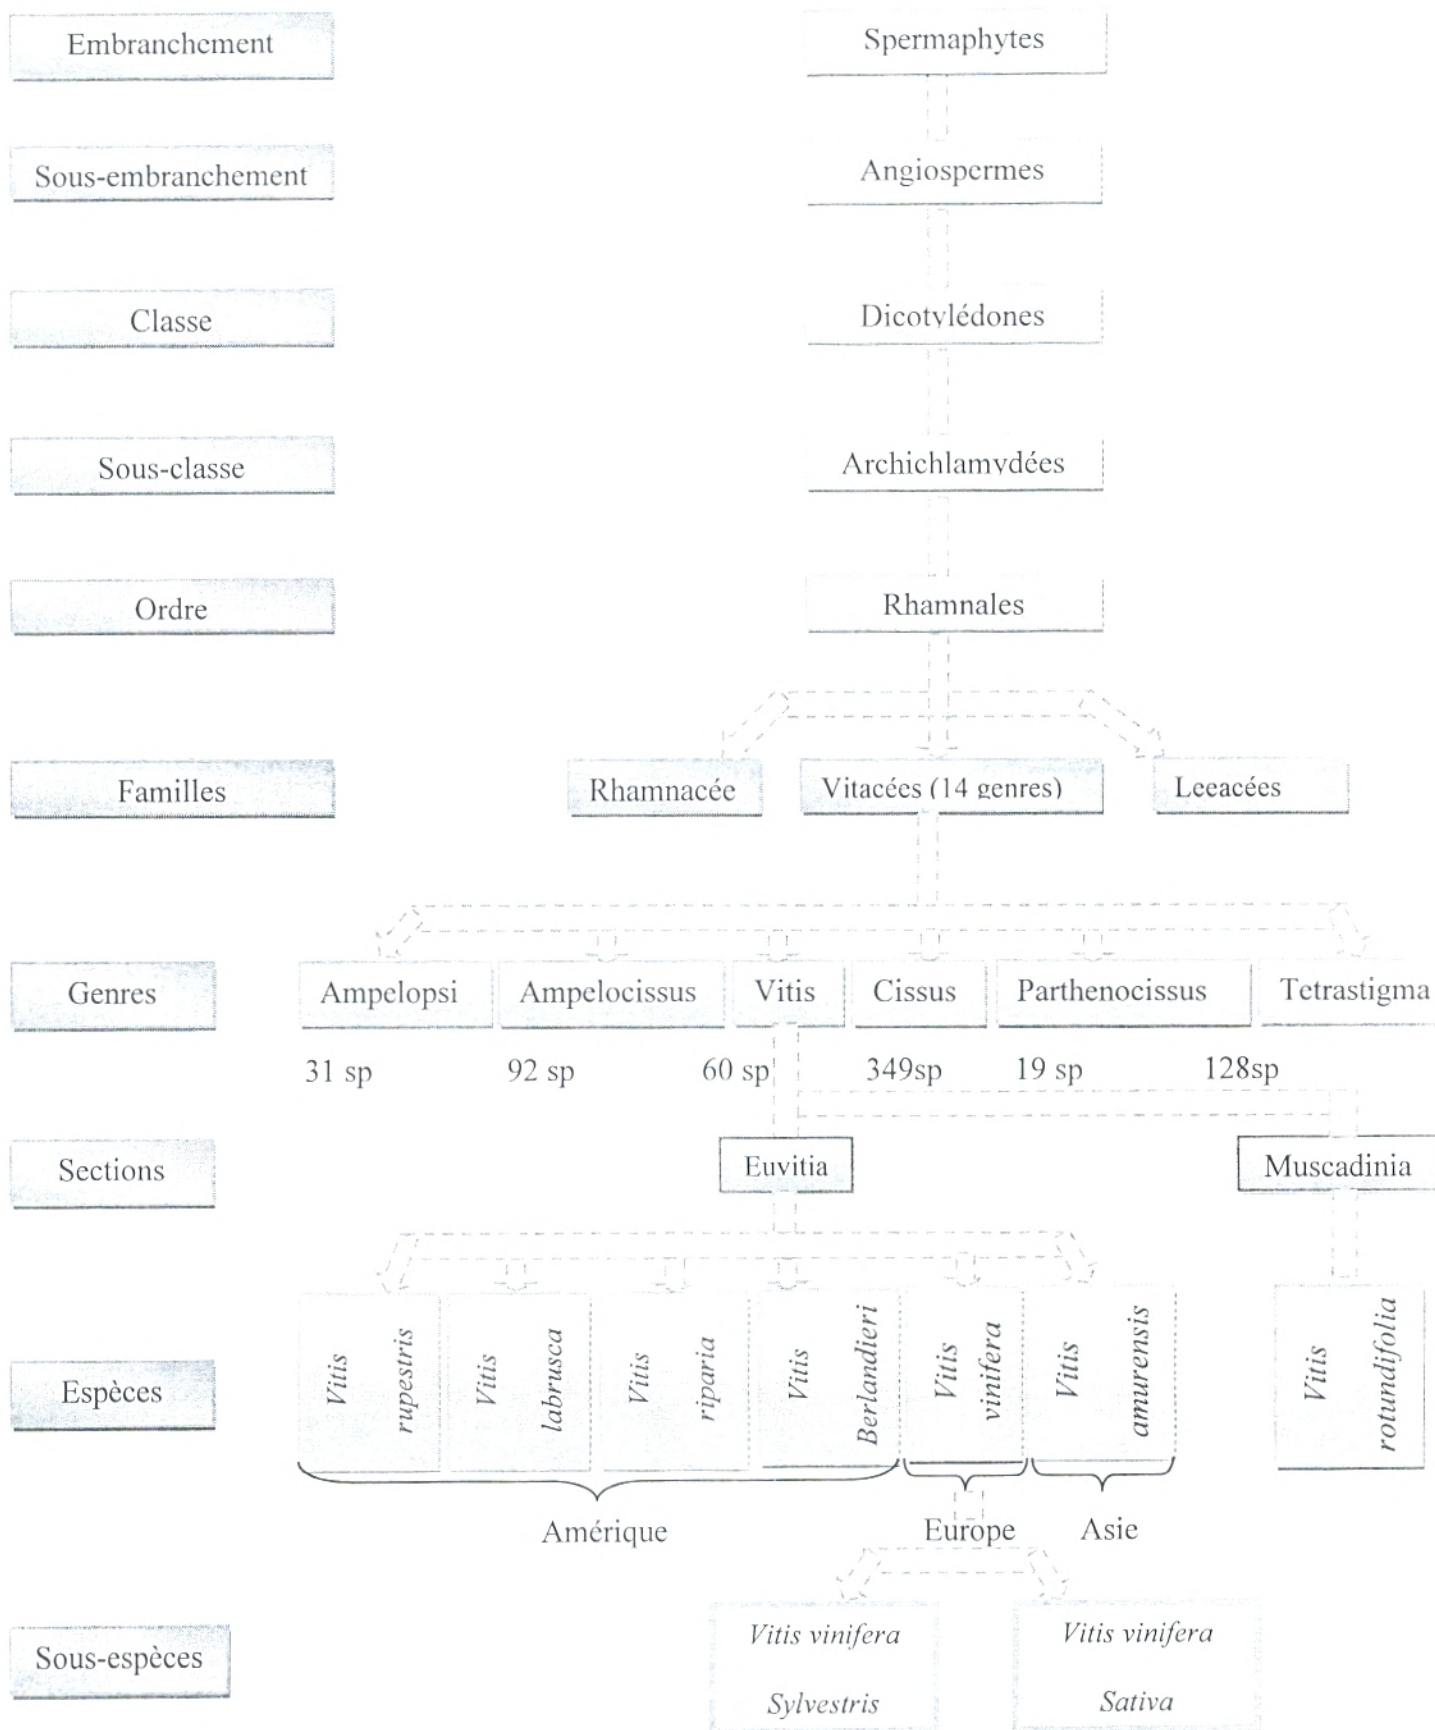 Embranchement
Spermaphytes
Sous-embranchement
Angiospermes
Classe
Dicotylédones
Sous-classe
Archichlamydées
Ordre
Rhamnales
Familles
Rhamnacée
Vitacées (14 genres)
Leeacées
Genres
Ampelopsi
Ampelocissus
Vitis
Cissus
Parthenocissus
Tetrastigma
31 sp
92 sp
60 sp
349sp
19 sp
128sp
Sections
Euvitia
Muscadinia
Espèces
Vitis
rupestris
Vitis
labrusca
Vitis
riparia
Vitis
Berlandieri
Vitis
vinifera
Vitis
amurensis
Vitis
rotundifolia
Amérique
Europe
Asie
Sous-espèces
Vitis vinifera
Sylvestris
Vitis vinifera
Sativa